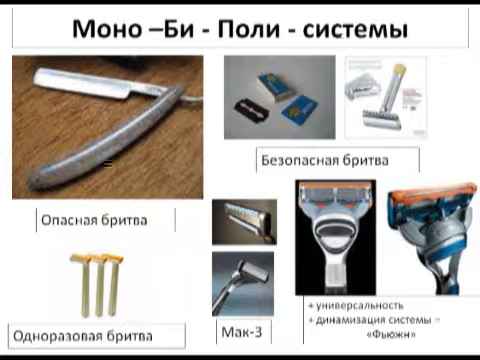 Моно –Би - Поли - системы
Безопасная бритва
Опасная бритва
+ универсальность
+ динамизация системы =
«Фьюжн»
Одноразовая бритва
Мак-3